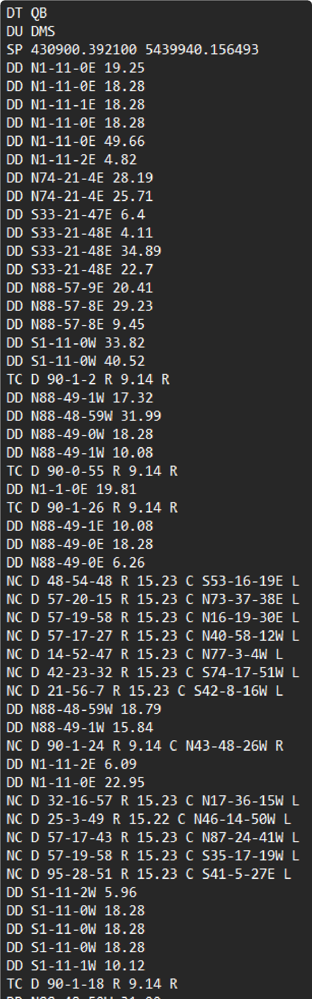 DT QB
DU DMS
SP 430900.392100 5439940.156493
DD N1-11-0E 19.25
DD N1-11-0E 18.28
DD N1-11-1E 18.28
DD N1-11-0E 18.28
DD N1-11-0E 49.66
DD N1-11-2E 4.82
DD N74-21-4E 28.19
DD N74-21-4E 25.71
DD S33-21-47E 6.4
DD S33-21-48E 4.11
DD S33-21-48E 34.89
DD S33-21-48E 22.7
DD N88-57-9E 20.41
DD N88-57-8E 29.23
DD N88-57-8E 9.45
DD S1-11-0W 33.82
DD S1-11-0W 40.52
TC D 90-1-2 R 9.14 R
DD N88-49-1W 17.32
DD N88-48-59W 31.99
DD N88-49-0W 18.28
DD N88-49-1W 10.08
TC D 90-0-55 R 9.14 R
DD N1-1-0E 19.81
TC D 90-1-26 R 9.14 R
DD N88-49-1E 10.08
DD N88-49-0E 18.28
DD N88-49-0E 6.26
NC D 48-54-48 R 15.23 C S53-16-19E L
NC D 57-20-15 R 15.23 C N73-37-38E L
NC D 57-19-58 R 15.23 C N16-19-30E L
NC D 57-17-27 R 15.23 C N40-58-12W L
NC D 14-52-47 R 15.23 C N77-3-4W L
NC D 42-23-32 R 15.23 C S74-17-51W L
NC D 21-56-7 R 15.23 C S42-8-16W L
DD N88-48-59W 18.79
DD N88-49-1W 15.84
NC D 90-1-24 R 9.14 C N43-48-26W R
DD N1-11-2E 6.09
DD N1-11-0E 22.95
NC D 32-16-57 R 15.23 C N17-36-15W L
NC D 25-3-49 R 15.22 C N46-14-50W L
NC D 57-17-43 R 15.23 C N87-24-41W L
NC D 57-19-58 R 15.23 C S35-17-19W L
NC D 95-28-51 R 15.23 C S41-5-27E L
DD S1-11-2W 5.96
DD S1-11-0W 18.28
DD S1-11-0W 18.28
DD S1-11-0W 18.28
DD S1-11-1W 10.12
TC D 90-1-18 R 9.14 R